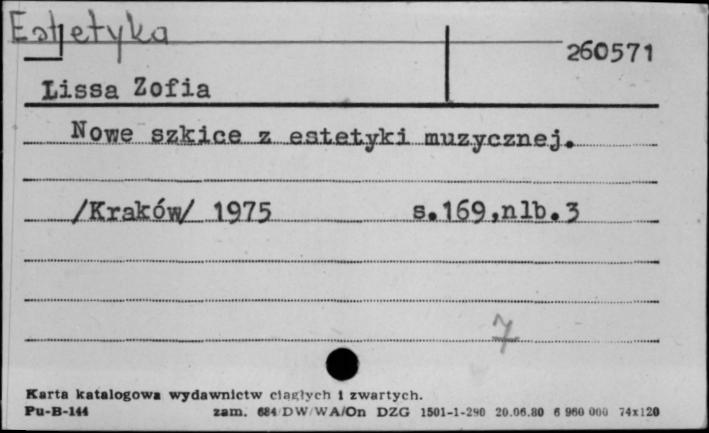 Estetyka
260571
Lissa Zofia
Nowe szkice z estetyki muzycznej.
/Kraków/ 1975 s.169,nlb.3
7
Karta katalogowa wydawnictw ciągłych i zwartych.
Pu-B-144 zam. 684/DW/WA/On DZG 1501-1-290 20.06.80 6 960 000 74x120